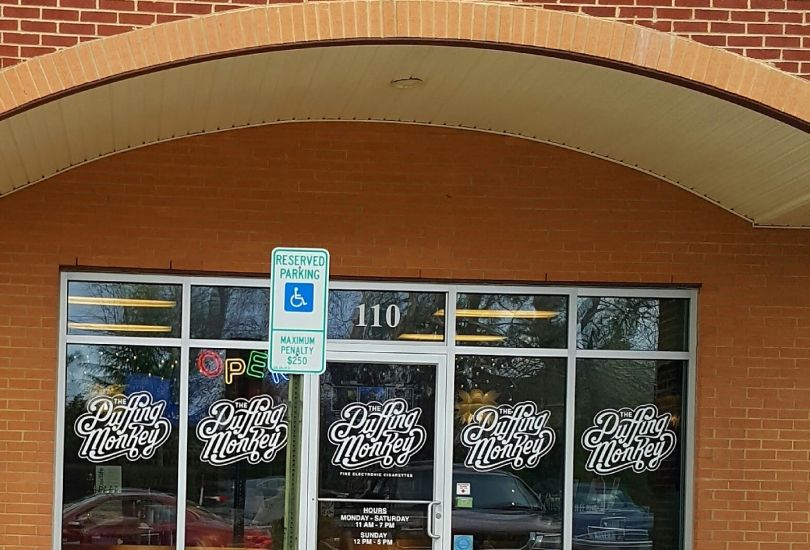 RESERVED
PARKING
MAXIMUM
PENALTY
$250
110
OPEN
THE
Puffing
Monkey
THE
Puffing
Monkey
THE
Puffing
Monkey
FINE ELECTRONIC CIGARETTES
THE
Puffing
Monkey
THE
Puffing
Monkey
HOURS
MONDAY - SATURDAY
11 AM - 7 PM
SUNDAY
12 PM - 5 PM